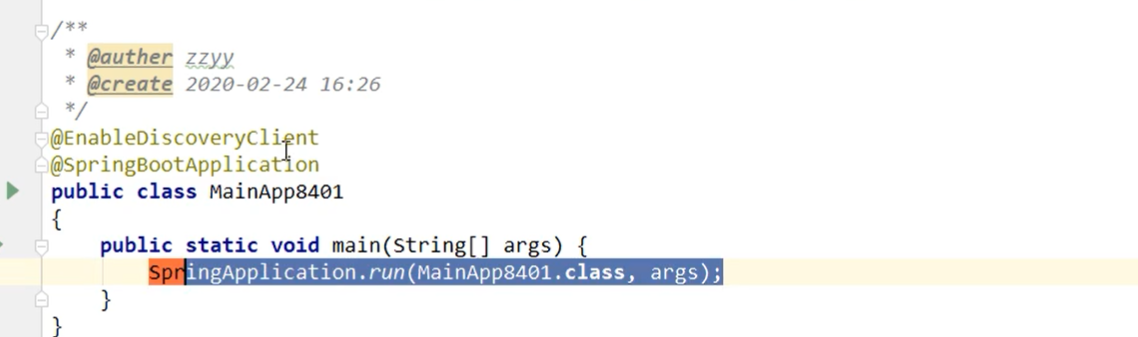 /**
 * @auther zzyy
 * @create 2020-02-24 16:26
 */
@EnableDiscoveryClient
@SpringBootApplication
public class MainApp8401
{
    public static void main(String[] args) {
        SpringApplication.run(MainApp8401.class, args);
    }
}